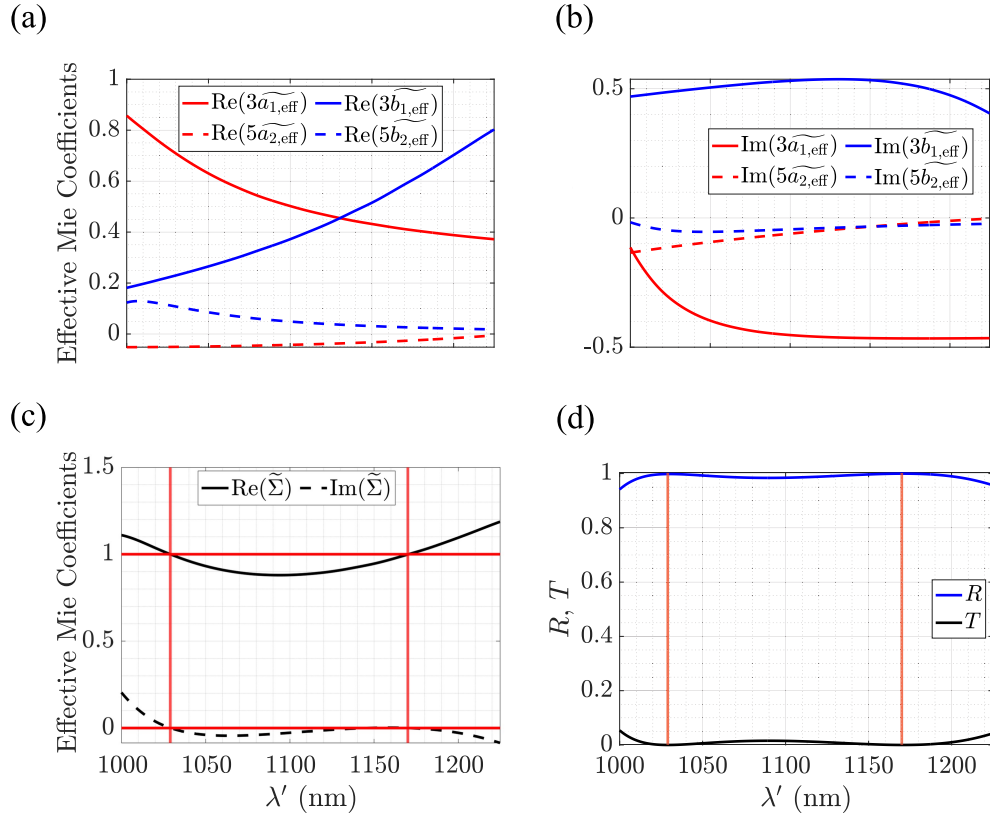 (a)
Effective Mie Coefficients
1
0.8
0.6
0.4
0.2
0
Re(3ã₁,eff) Re(3b̃₁,eff)
Re(5ã₂,eff) Re(5b̃₂,eff)
(b)
0.5
0
-0.5
Im(3ã₁,eff) Im(3b̃₁,eff)
Im(5ã₂,eff) Im(5b̃₂,eff)
(c)
Effective Mie Coefficients
1.5
1
0.5
0
Re(Σ̃) Im(Σ̃)
1000 1050 1100 1150 1200
λ′ (nm)
(d)
R, T
1
0.8
0.6
0.4
0.2
0
R
T
1000 1050 1100 1150 1200
λ′ (nm)